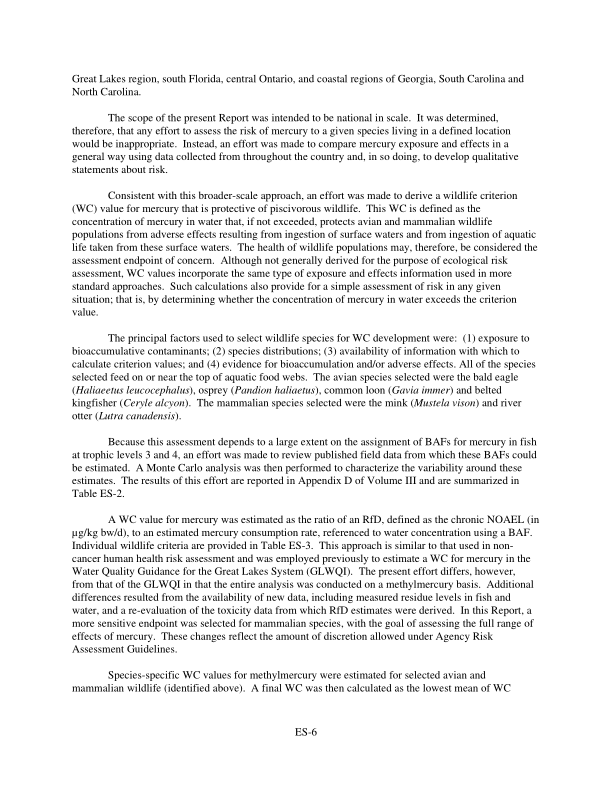 Great Lakes region, south Florida, central Ontario, and coastal regions of Georgia, South Carolina and
North Carolina.
The scope of the present Report was intended to be national in scale.  It was determined,
therefore, that any effort to assess the risk of mercury to a given species living in a defined location
would be inappropriate.  Instead, an effort was made to compare mercury exposure and effects in a
general way using data collected from throughout the country and, in so doing, to develop qualitative
statements about risk.
Consistent with this broader-scale approach, an effort was made to derive a wildlife criterion
(WC) value for mercury that is protective of piscivorous wildlife.  This WC is defined as the
concentration of mercury in water that, if not exceeded, protects avian and mammalian wildlife
populations from adverse effects resulting from ingestion of surface waters and from ingestion of aquatic
life taken from these surface waters.  The health of wildlife populations may, therefore, be considered the
assessment endpoint of concern.  Although not generally derived for the purpose of ecological risk
assessment, WC values incorporate the same type of exposure and effects information used in more
standard approaches.  Such calculations also provide for a simple assessment of risk in any given
situation; that is, by determining whether the concentration of mercury in water exceeds the criterion
value.
The principal factors used to select wildlife species for WC development were:  (1) exposure to
bioaccumulative contaminants; (2) species distributions; (3) availability of information with which to
calculate criterion values; and (4) evidence for bioaccumulation and/or adverse effects. All of the species
selected feed on or near the top of aquatic food webs.  The avian species selected were the bald eagle
(Haliaeetus leucocephalus), osprey (Pandion haliaetus), common loon (Gavia immer) and belted
kingfisher (Ceryle alcyon).  The mammalian species selected were the mink (Mustela vison) and river
otter (Lutra canadensis).
Because this assessment depends to a large extent on the assignment of BAFs for mercury in fish
at trophic levels 3 and 4, an effort was made to review published field data from which these BAFs could
be estimated.  A Monte Carlo analysis was then performed to characterize the variability around these
estimates.  The results of this effort are reported in Appendix D of Volume III and are summarized in
Table ES-2.
A WC value for mercury was estimated as the ratio of an RfD, defined as the chronic NOAEL (in
µg/kg bw/d), to an estimated mercury consumption rate, referenced to water concentration using a BAF.
Individual wildlife criteria are provided in Table ES-3.  This approach is similar to that used in non-
cancer human health risk assessment and was employed previously to estimate a WC for mercury in the
Water Quality Guidance for the Great Lakes System (GLWQI).  The present effort differs, however,
from that of the GLWQI in that the entire analysis was conducted on a methylmercury basis.  Additional
differences resulted from the availability of new data, including measured residue levels in fish and
water, and a re-evaluation of the toxicity data from which RfD estimates were derived.  In this Report, a
more sensitive endpoint was selected for mammalian species, with the goal of assessing the full range of
effects of mercury.  These changes reflect the amount of discretion allowed under Agency Risk
Assessment Guidelines.
Species-specific WC values for methylmercury were estimated for selected avian and
mammalian wildlife (identified above).  A final WC was then calculated as the lowest mean of WC
ES-6